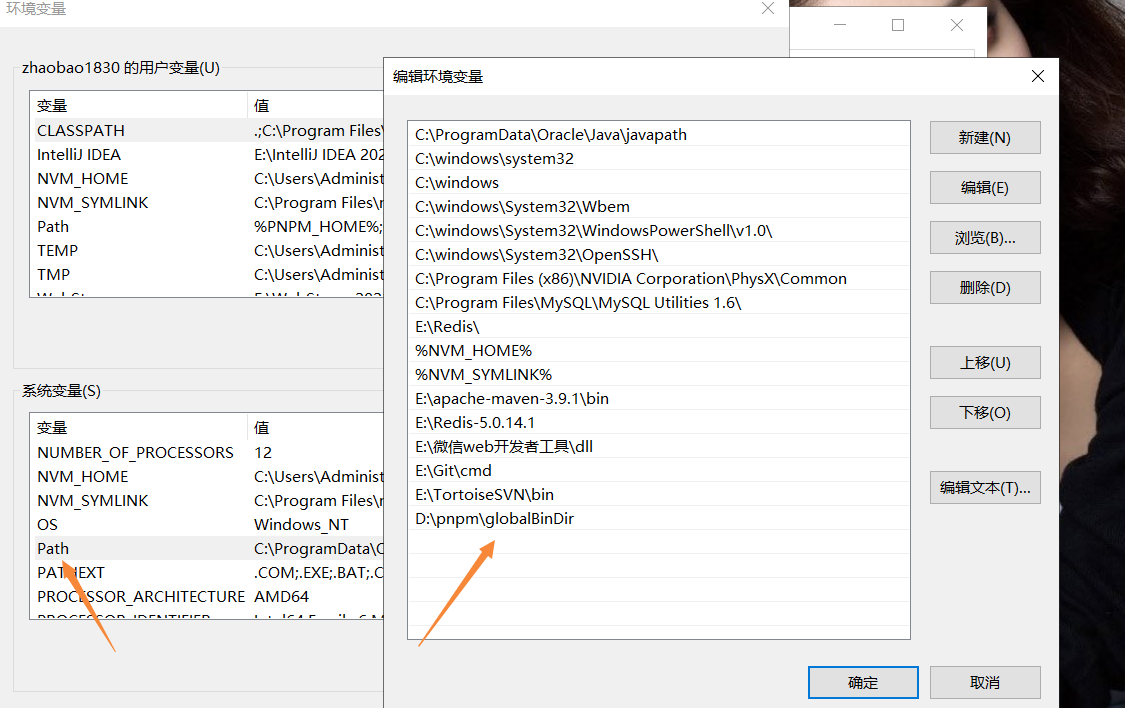 环境变量
zhaobao1830 的用户变量(U)
变量 值
CLASSPATH .;C:\Program Files\
IntelliJ IDEA E:\IntelliJ IDEA 202
NVM_HOME C:\Users\Administ
NVM_SYMLINK C:\Program Files\
Path %PNPM_HOME%;
TEMP C:\Users\Administ
TMP C:\Users\Administ
系统变量(S)
变量 值
NUMBER_OF_PROCESSORS 12
NVM_HOME C:\Users\Administ
NVM_SYMLINK C:\Program Files\
OS Windows_NT
Path C:\ProgramData\
PATHEXT .COM;.EXE;.BAT;.C
PROCESSOR_ARCHITECTURE AMD64
编辑环境变量
C:\ProgramData\Oracle\Java\javapath
C:\windows\system32
C:\windows
C:\windows\System32\Wbem
C:\windows\System32\WindowsPowerShell\v1.0\
C:\windows\System32\OpenSSH\
C:\Program Files (x86)\NVIDIA Corporation\PhysX\Common
C:\Program Files\MySQL\MySQL Utilities 1.6\
E:\Redis\
%NVM_HOME%
%NVM_SYMLINK%
E:\apache-maven-3.9.1\bin
E:\Redis-5.0.14.1
E:\微信web开发者工具\dll
E:\Git\cmd
E:\TortoiseSVN\bin
D:\pnpm\globalBinDir
新建(N)
编辑(E)
浏览(B)...
删除(D)
上移(U)
下移(O)
编辑文本(T)...
确定
取消